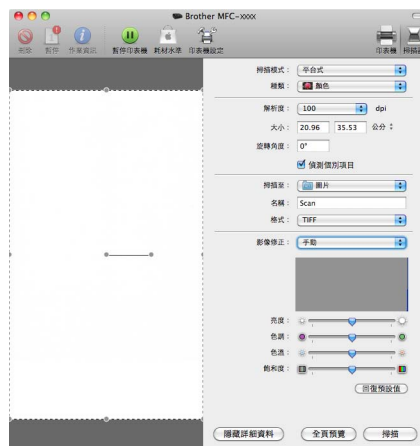 Brother MFC-xxxx
刪除 暫停 作業資訊 暫停印表機 耗材水準 印表機設定 印表機
掃描模式： 平台式
種類： 顏色
解析度： 100 dpi
大小： 20.96 35.53 公分
旋轉角度： 0°
偵測個別項目
掃描至： 圖片
名稱： Scan
格式： TIFF
影像修正： 手動
亮度：
色調：
色溫：
飽和度：
回復預設值
隱藏詳細資料 全頁預覽 掃描